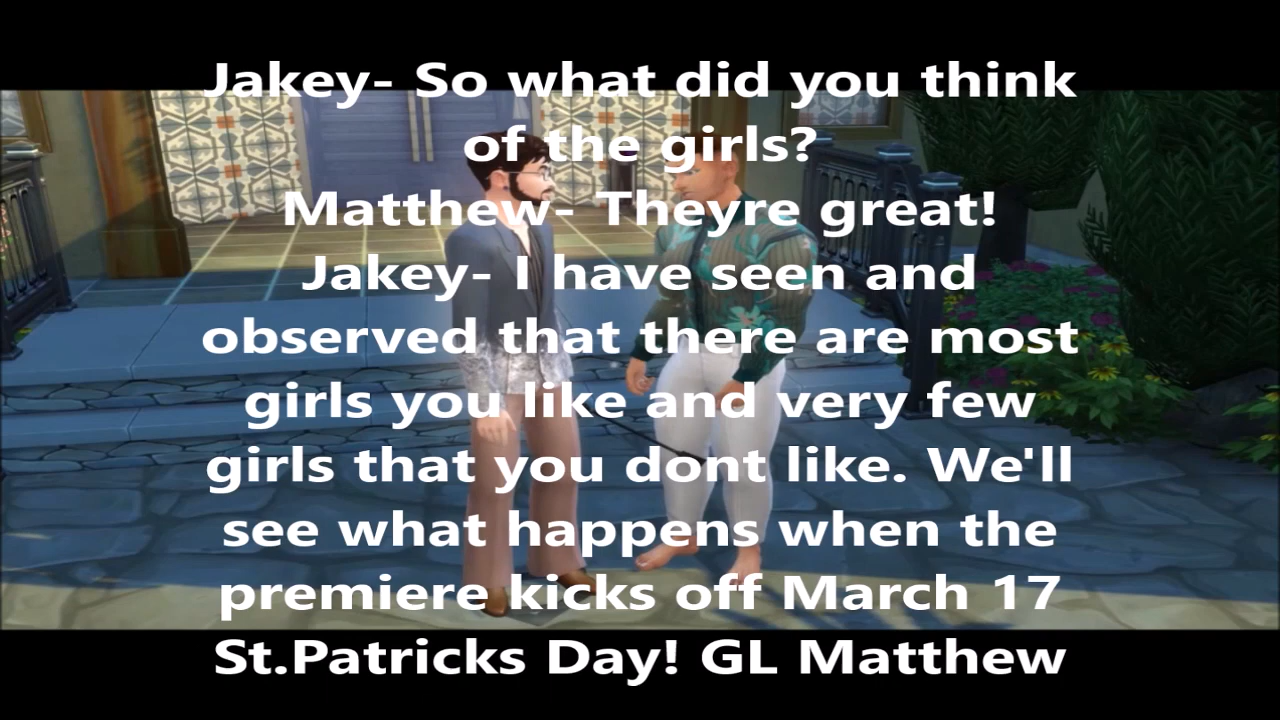 Jakey- So what did you think
of the girls?
Matthew- Theyre great!
Jakey- I have seen and
observed that there are most
girls you like and very few
girls that you dont like. We'll
see what happens when the
premiere kicks off March 17
St.Patricks Day! GL Matthew